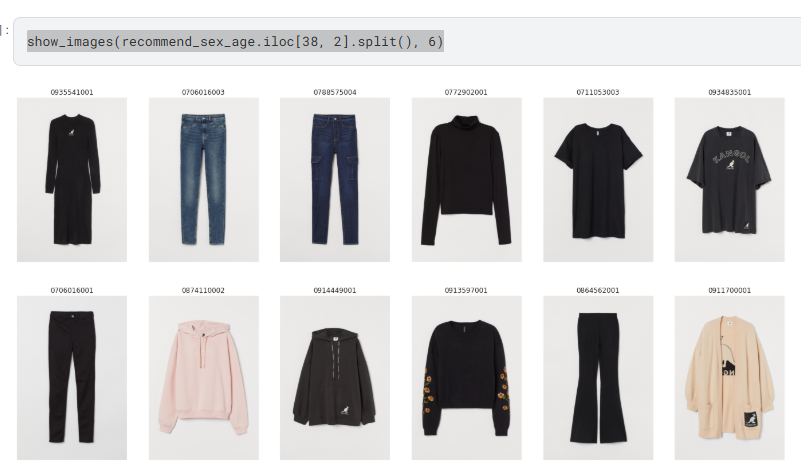 ]:
show_images(recommend_sex_age.iloc[38, 2].split(), 6)
0935541001 0706016003 0788575004 0772902001 0711053003 0934835001
KANGOL
0706016001 0874110002 0914449001 0913597001 0864562001 0911700001